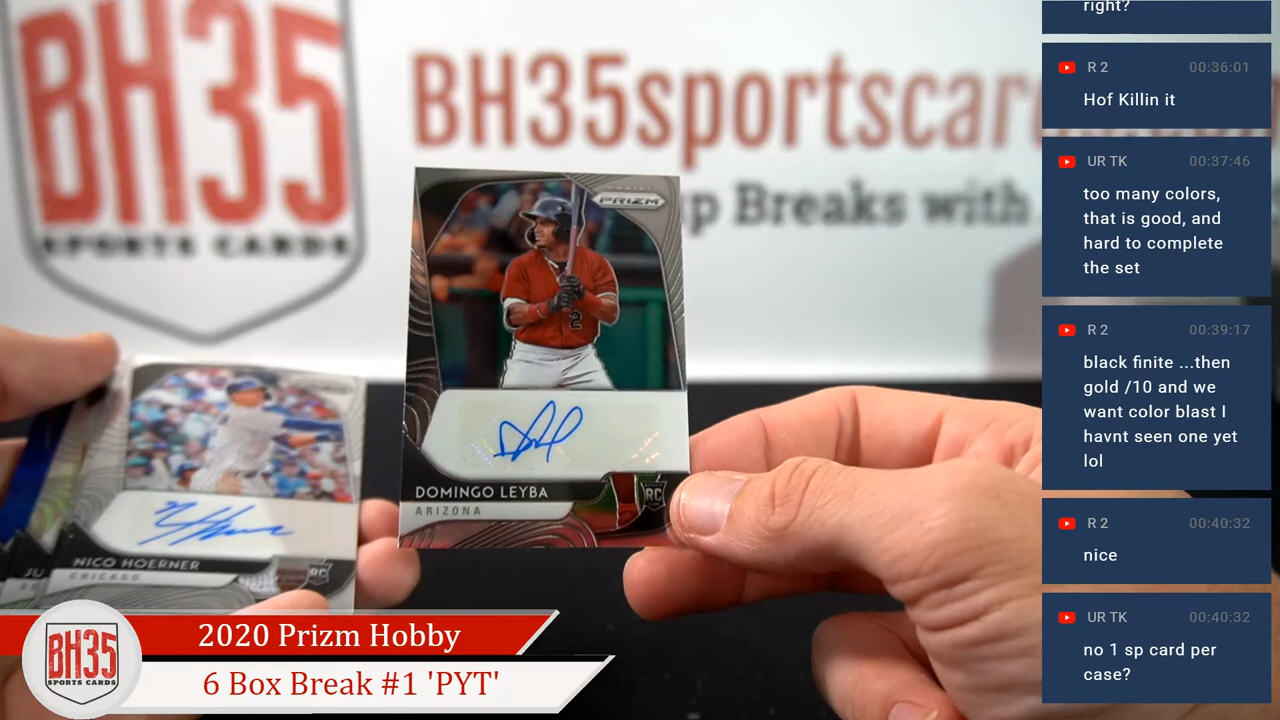 BH35
SPORTS CARDS
BH35sportscar
p Breaks with
PANINI
PRIZM
2
DOMINGO LEYBA
ARIZONA
RC
NICO HOERNER
CHICAGO
RC
JU
BH35
SPORTS CARDS
2020 Prizm Hobby
6 Box Break #1 'PYT'
right?
R 2 00:36:01
Hof Killin it
UR TK 00:37:46
too many colors,
that is good, and
hard to complete
the set
R 2 00:39:17
black finite ...then
gold /10 and we
want color blast I
havnt seen one yet
lol
R 2 00:40:32
nice
UR TK 00:40:32
no 1 sp card per
case?